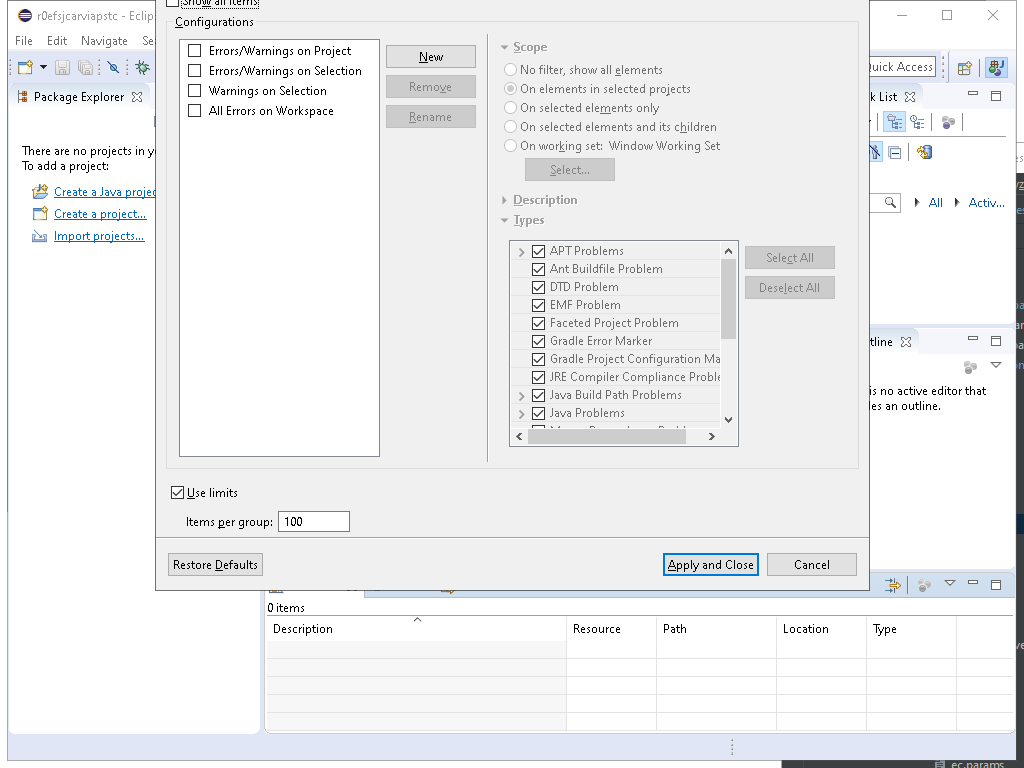 r0efsjcarviapstc - Eclips
Show all items
File Edit Navigate Se
Configurations
Errors/Warnings on Project
Errors/Warnings on Selection
Warnings on Selection
All Errors on Workspace
New
Remove
Rename
Scope
No filter, show all elements
On elements in selected projects
On selected elements only
On selected elements and its children
On working set: Window Working Set
Select...
Description
Types
APT Problems
Ant Buildfile Problem
DTD Problem
EMF Problem
Faceted Project Problem
Gradle Error Marker
Gradle Project Configuration Ma
JRE Compiler Compliance Proble
Java Build Path Problems
Java Problems
Select All
Deselect All
Quick Access
Package Explorer
k List
There are no projects in yo
To add a project:
Create a Java projec
Create a project...
Import projects...
All Activ...
tline
is no active editor that
les an outline.
Use limits
Items per group: 100
Restore Defaults
Apply and Close
Cancel
0 items
Description Resource Path Location Type
ec.params